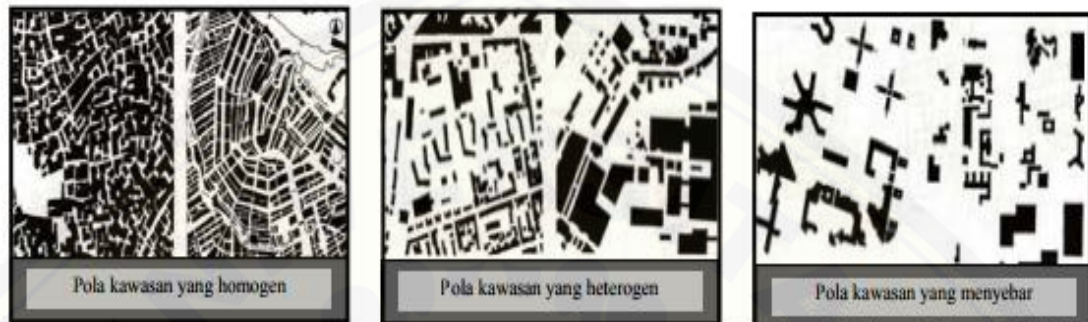 Pola kawasan yang homogen
Pola kawasan yang heterogen
Pola kawasan yang menyebar